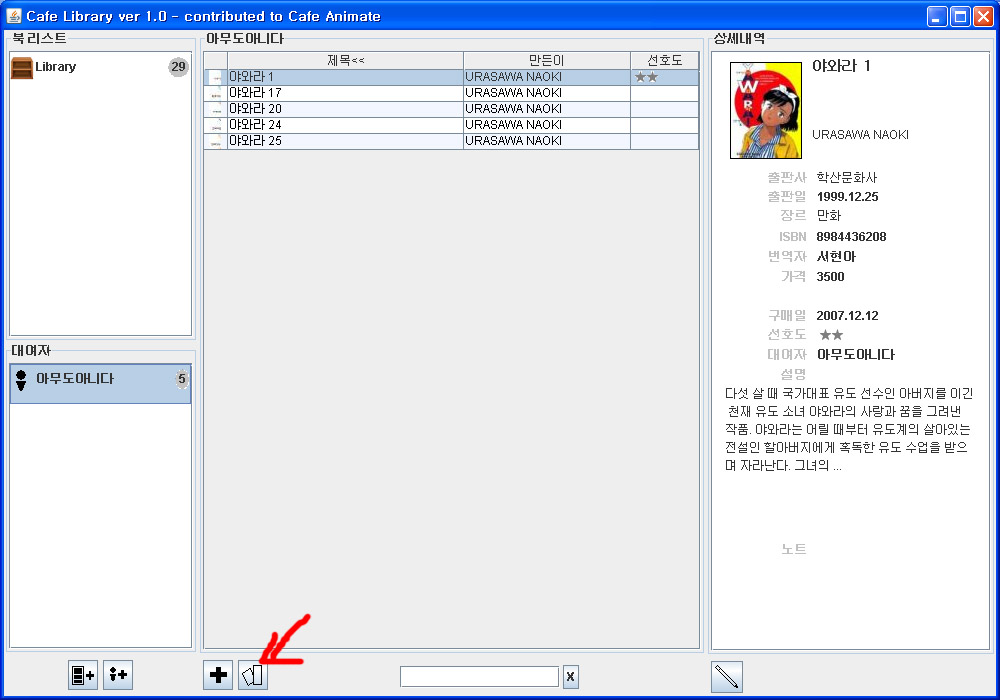 Cafe Library ver 1.0 - contributed to Cafe Animate
북 리스트
Library 29
대여자
아무도아니다 5
아무도아니다
제목<< 만든이 선호도
야와라 1 URASAWA NAOKI ★★
야와라 17 URASAWA NAOKI
야와라 20 URASAWA NAOKI
야와라 24 URASAWA NAOKI
야와라 25 URASAWA NAOKI
x
상세내역
YAWARA!
야와라 1
URASAWA NAOKI
출판사 학산문화사
출판일 1999.12.25
장르 만화
ISBN 8984436208
번역자 서현아
가격 3500
구매일 2007.12.12
선호도 ★★
대여자 아무도아니다
설명
다섯 살 때 국가대표 유도 선수인 아버지를 이긴
천재 유도 소녀 야와라의 사랑과 꿈을 그려낸
작품. 야와라는 어릴 때부터 유도계의 살아있는
전설인 할아버지에게 혹독한 유도 수업을 받으
며 자라난다. 그녀의 ...
노트